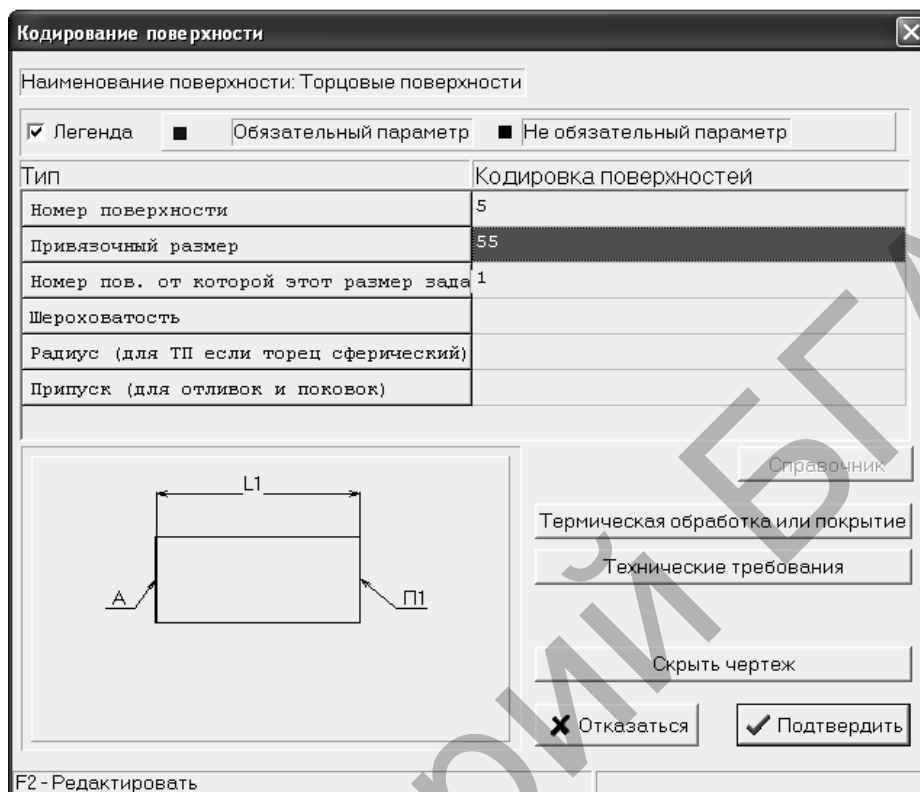 Кодирование поверхности
Наименование поверхности: Торцовые поверхности
Легенда Обязательный параметр Не обязательный параметр
Тип Кодировка поверхностей
Номер поверхности 5
Привязочный размер 55
Номер пов. от которой этот размер зада 1
Шероховатость
Радиус (для ТП если торец сферический)
Припуск (для отливок и поковок)
Справочник
L1
Термическая обработка или покрытие
Технические требования
А П1
Скрыть чертеж
Отказаться Подтвердить
F2 - Редактировать